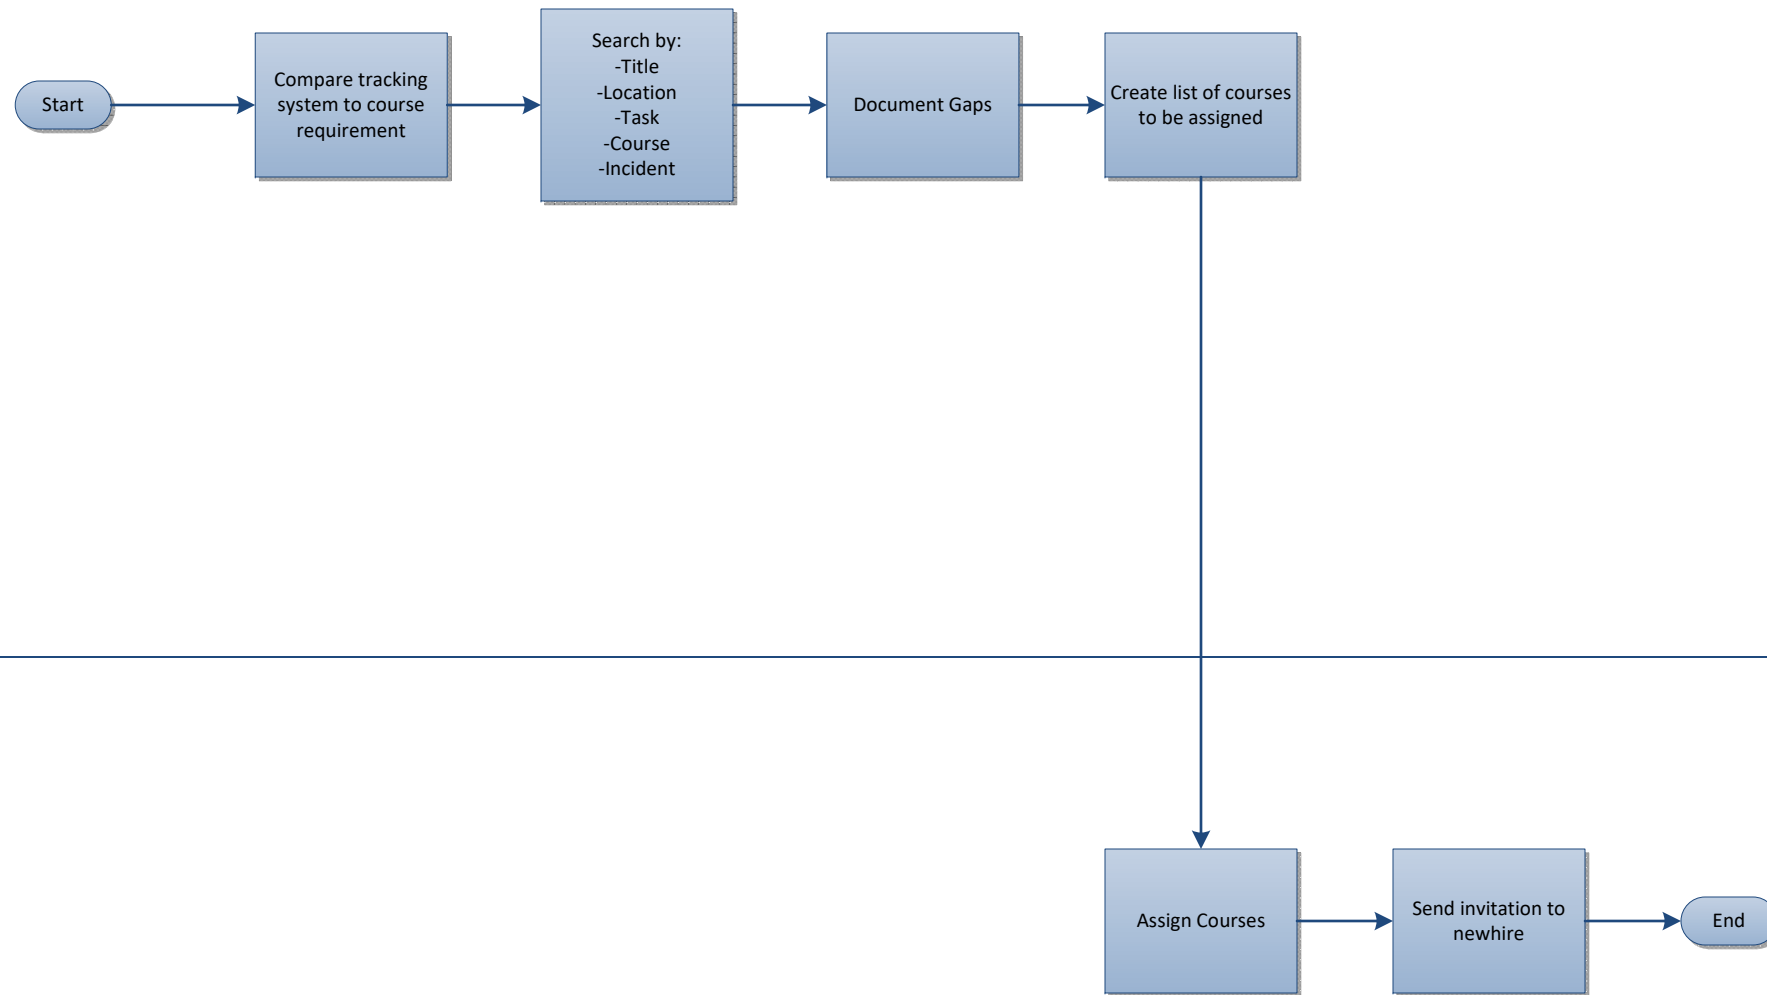 Start
Compare tracking
system to course
requirement
Search by:
-Title
-Location
-Task
-Course
-Incident
Document Gaps
Create list of courses
to be assigned
Assign Courses
Send invitation to
newhire
End